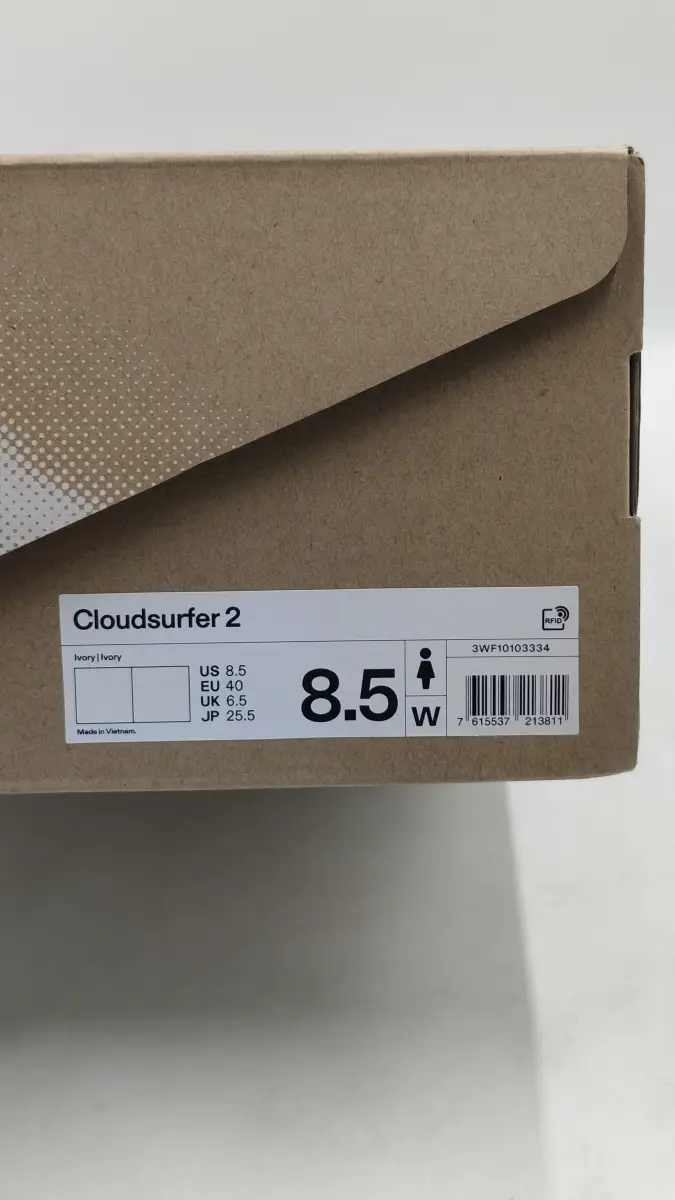 Cloudsurfer 2
RFID
Ivory | Ivory
US 8.5
EU 40
UK 6.5
JP 25.5
Made in Vietnam.
8.5
W
3WF10103334
7 615537 213811